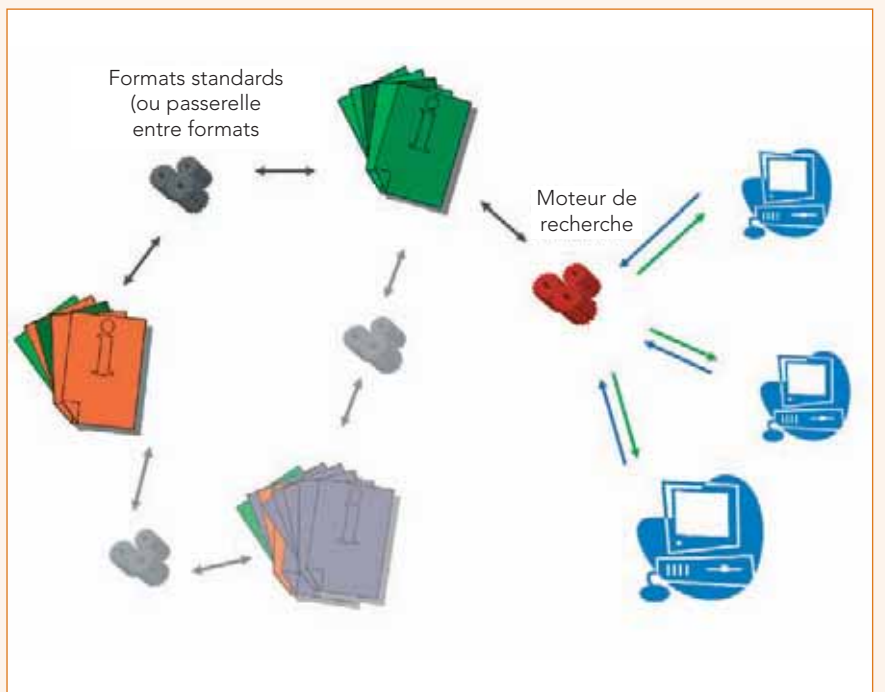 Formats standards
(ou passerelle
entre formats
Moteur de
recherche
i
i
i